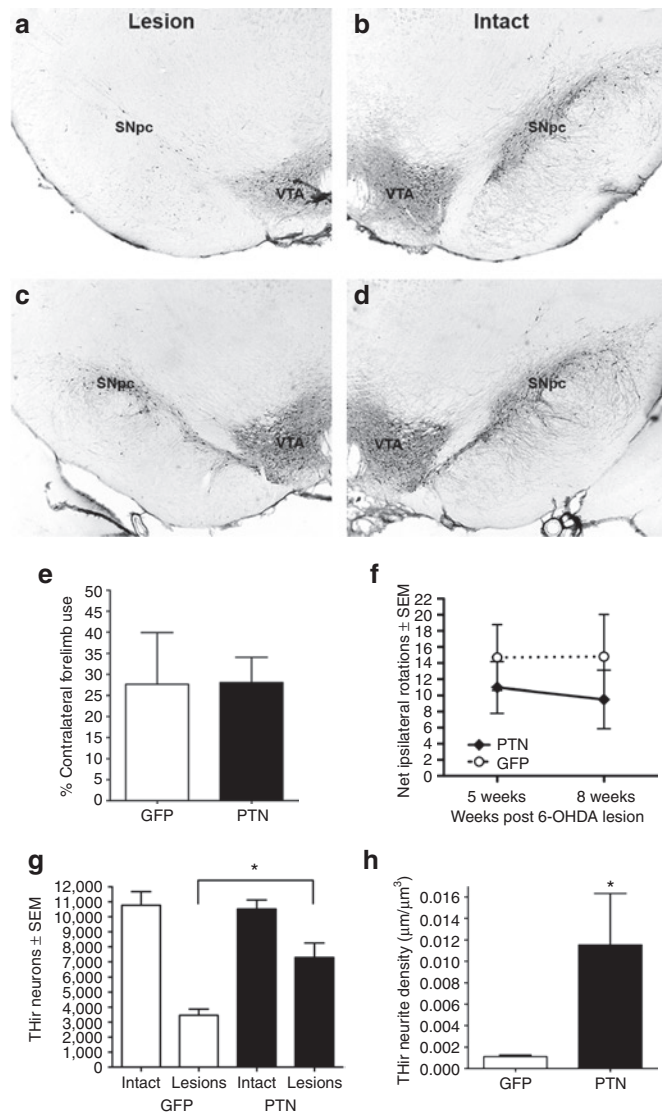 a
Lesion
SNpc
VTA
b
Intact
SNpc
VTA
c
SNpc
VTA
d
SNpc
VTA
e
% Contralateral forelimb use
50
45
40
35
30
25
20
15
10
5
0
GFP
PTN
f
Net ipsilateral rotations ± SEM
22
20
18
16
14
12
10
8
6
4
2
0
PTN
GFP
5 weeks
8 weeks
Weeks post 6-OHDA lesion
g
THir neurons ± SEM
12,000
11,000
10,000
9,000
8,000
7,000
6,000
5,000
4,000
3,000
2,000
1,000
0
*
Intact Lesions Intact Lesions
GFP PTN
h
THir neurite density (µm/µm³)
0.016
0.014
0.012
0.010
0.008
0.006
0.004
0.002
0.000
*
GFP
PTN